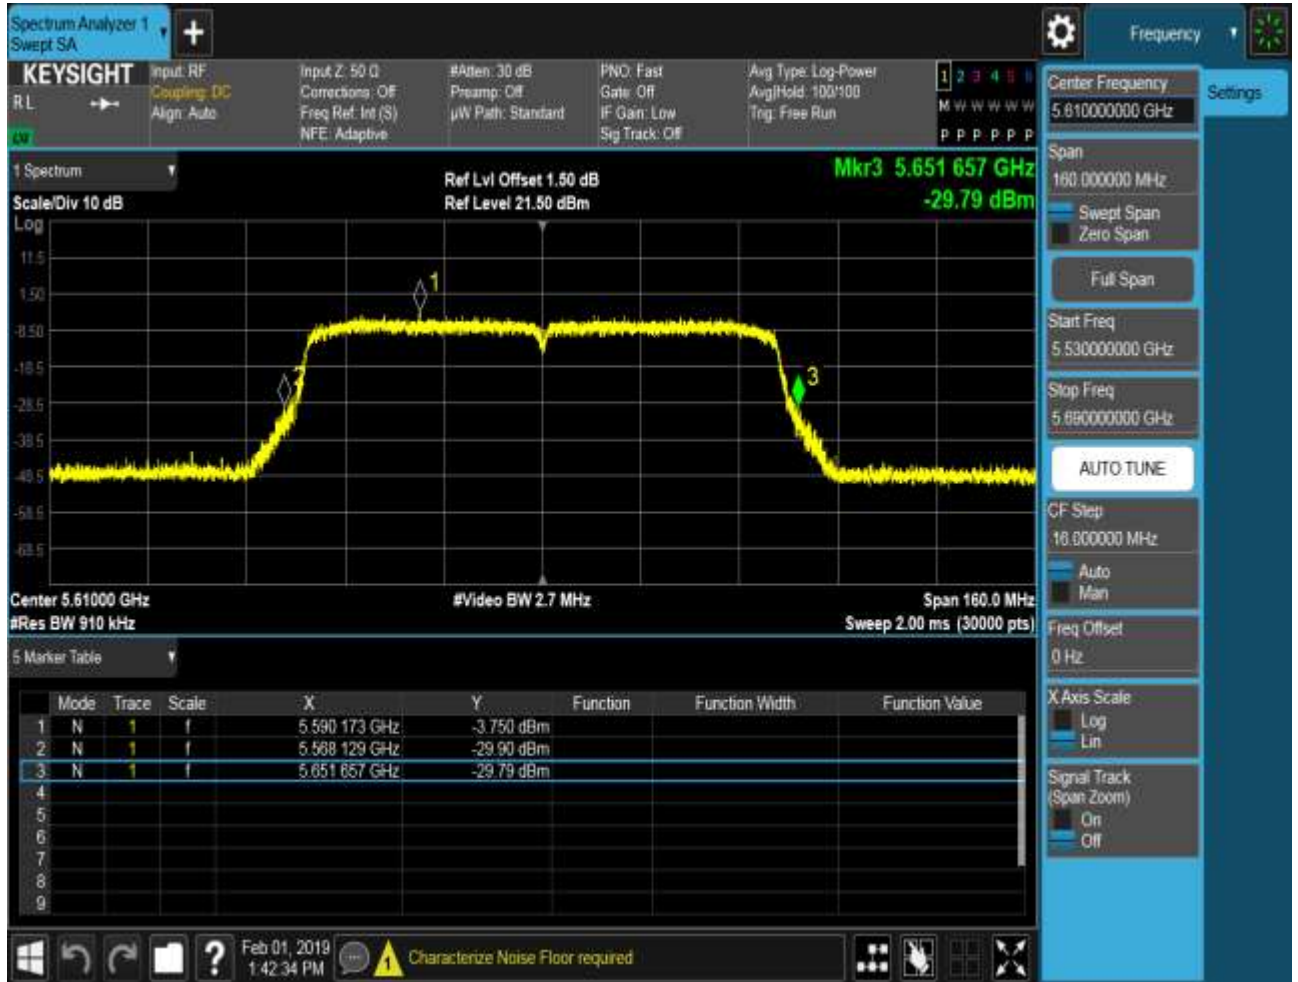 Spectrum Analyzer 1
Swept SA
+
Frequency
KEYSIGHT
R L
Input: RF
Coupling: DC
Align: Auto
Input Z: 50 Ω
Corrections: Off
Freq Ref: Int (S)
NFE: Adaptive
#Atten: 30 dB
Preamp: Off
µW Path: Standard
PNO: Fast
Gate: Off
IF Gain: Low
Sig Track: Off
Avg Type: Log-Power
Avg|Hold: 100/100
Trig: Free Run
1 2 3 4 5 6
M W W W W W
P P P P P P
1 Spectrum
Scale/Div 10 dB
Ref Lvl Offset 1.50 dB
Ref Level 21.50 dBm
Mkr3 5.651 657 GHz
-29.79 dBm
Log
11.5
1.50
-8.50
-18.5
-28.5
-38.5
-48.5
-58.5
-68.5
1
2
3
Center 5.61000 GHz
#Res BW 910 kHz
#Video BW 2.7 MHz
Span 160.0 MHz
Sweep 2.00 ms (30000 pts)
5 Marker Table
Mode Trace Scale X Y Function Function Width Function Value
1 N 1 f 5.590 173 GHz -3.750 dBm
2 N 1 f 5.568 129 GHz -29.90 dBm
3 N 1 f 5.651 657 GHz -29.79 dBm
4
5
6
7
8
9
Feb 01, 2019
1:42:34 PM
?
1
Characterize Noise Floor required
Center Frequency
5.610000000 GHz
Settings
Span
160.000000 MHz
Swept Span
Zero Span
Full Span
Start Freq
5.530000000 GHz
Stop Freq
5.690000000 GHz
AUTO TUNE
CF Step
16.000000 MHz
Auto
Man
Freq Offset
0 Hz
X Axis Scale
Log
Lin
Signal Track
(Span Zoom)
On
Off